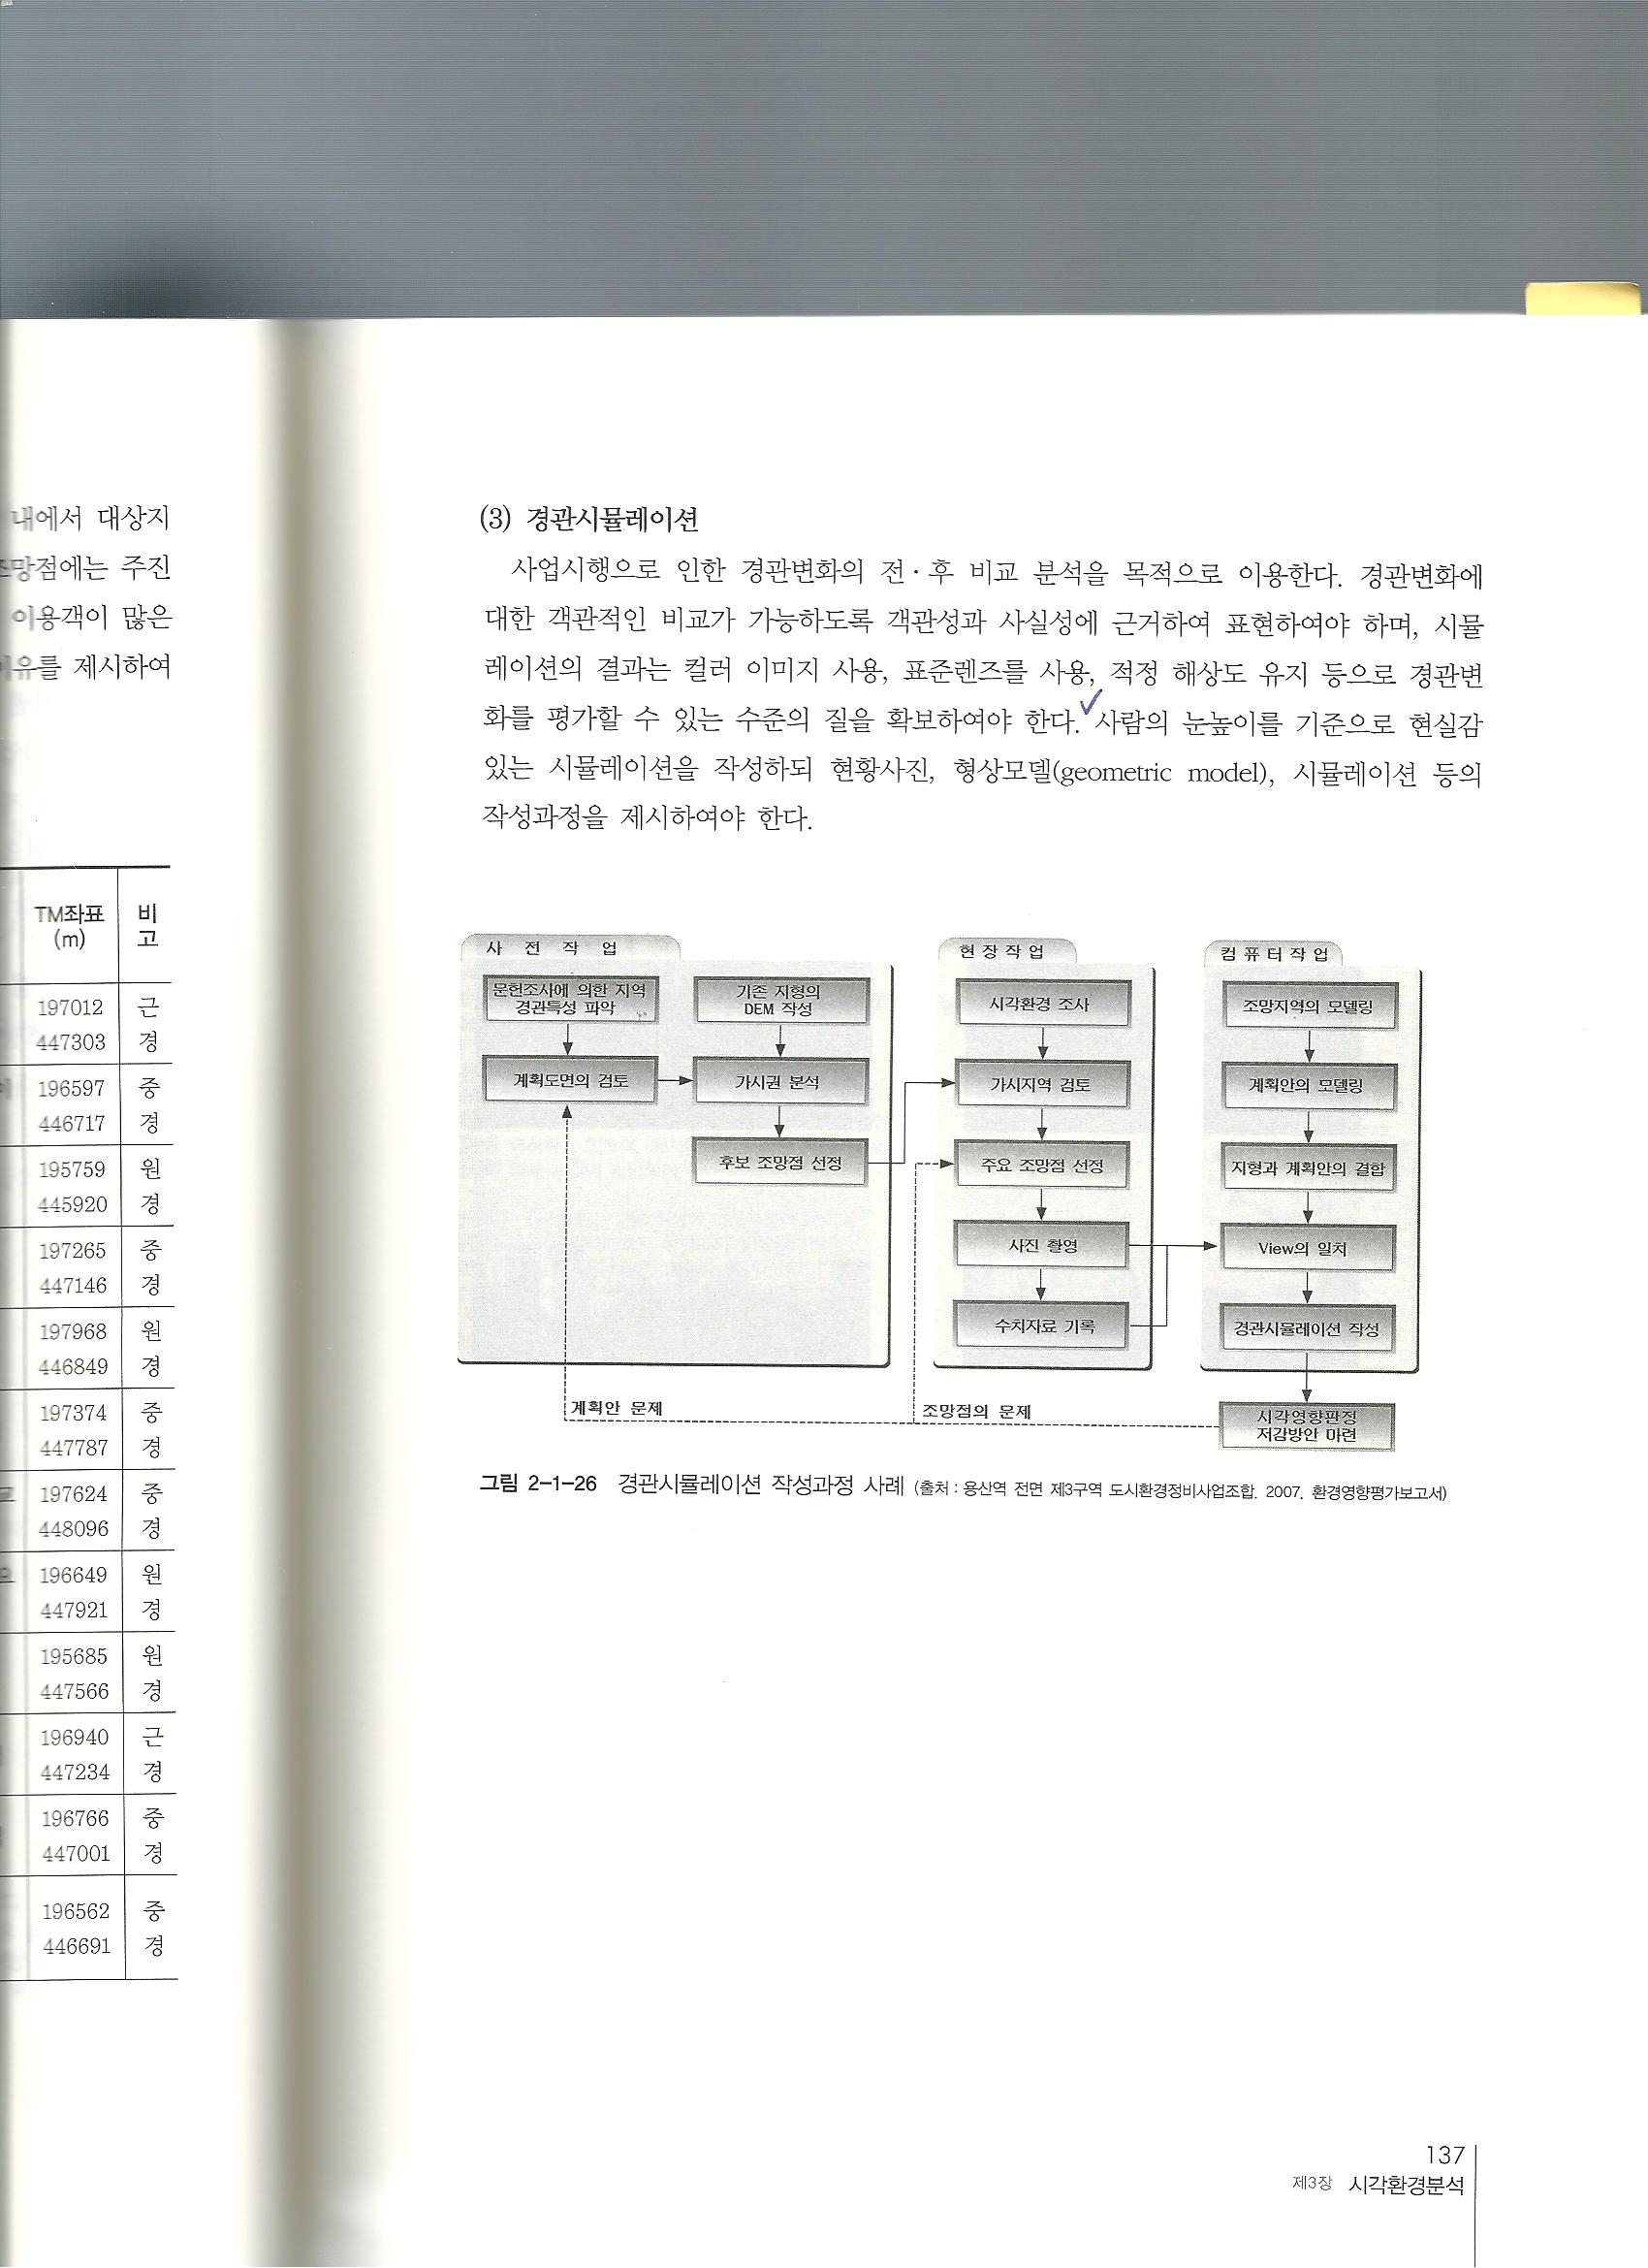 내에서 대상지
망점에는 주진
이용객이 많은
이유를 제시하여
TM좌표 비
(m) 고
197012 근
447303 경
196597 중
446717 경
195759 원
445920 경
197265 중
447146 경
197968 원
446849 경
197374 중
447787 경
197624 중
448096 경
196649 원
447921 경
195685 원
447566 경
196940 근
447234 경
196766 중
447001 경
196562 중
446691 경
(3) 경관시뮬레이션
사업시행으로 인한 경관변화의 전·후 비교 분석을 목적으로 이용한다. 경관변화에
대한 객관적인 비교가 가능하도록 객관성과 사실성에 근거하여 표현하여야 하며, 시뮬
레이션의 결과는 컬러 이미지 사용, 표준렌즈를 사용, 적정 해상도 유지 등으로 경관변
화를 평가할 수 있는 수준의 질을 확보하여야 한다. 사람의 눈높이를 기준으로 현실감
있는 시뮬레이션을 작성하되 현황사진, 형상모델(geometric model), 시뮬레이션 등의
작성과정을 제시하여야 한다.
사 전 작 업
문헌조사에 의한 지역
경관특성 파악
계획도면의 검토
기존 지형의
DEM 작성
가시권 분석
후보 조망점 선정
현장작업
시각환경 조사
가시지역 검토
주요 조망점 선정
사진 촬영
수치자료 기록
컴퓨터작업
조망지역의 모델링
계획안의 모델링
지형과 계획안의 결합
View의 일치
경관시뮬레이션 작성
시각영향판정
저감방안 마련
계획안 문제
조망점의 문제
그림 2-1-26 경관시뮬레이션 작성과정 사례 (출처 : 용산역 전면 제3구역 도시환경정비사업조합. 2007. 환경영향평가보고서)
137
제3장 시각환경분석